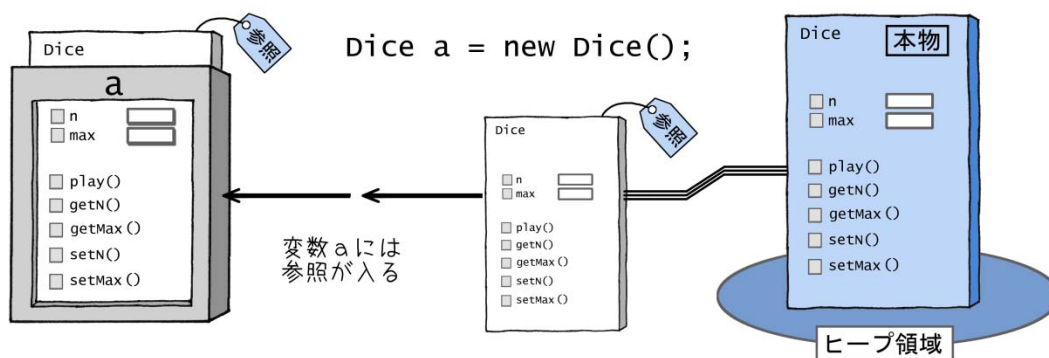 Dice
参照
a
n
max
play()
getN()
getMax()
setN()
setMax()
Dice a = new Dice();
変数aには
参照が入る
Dice
参照
n
max
play()
getN()
getMax()
setN()
setMax()
Dice
本物
n
max
play()
getN()
getMax()
setN()
setMax()
ヒープ領域